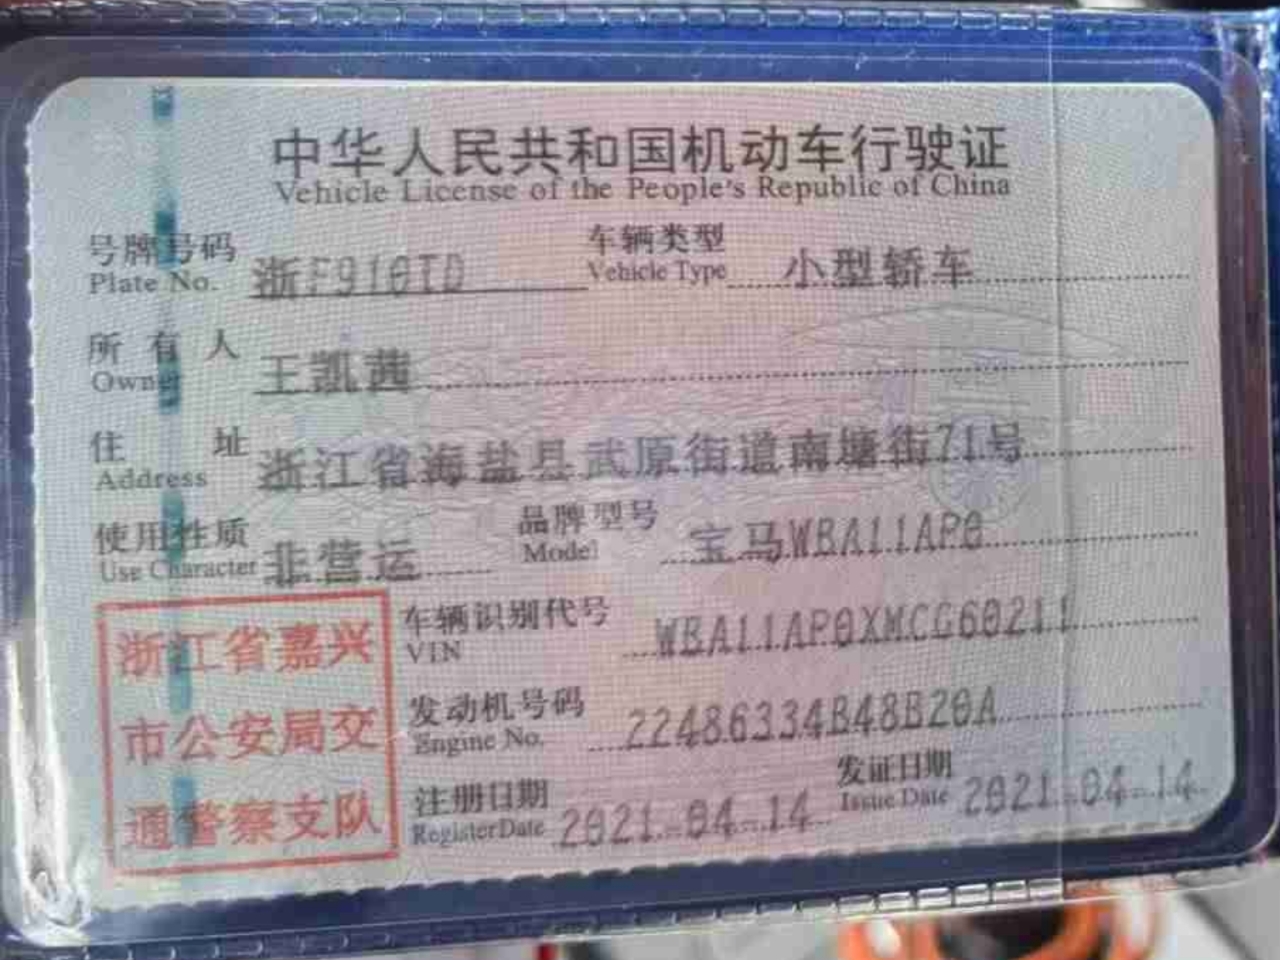 中华人民共和国机动车行驶证
Vehicle License of the People's Republic of China
号牌号码 浙F910TD 车辆类型 小型轿车
Plate No. Vehicle Type
所有人 王凯茜
Owner
住址 浙江省海盐县武原街道南塘街71号
Address
使用性质 非营运 品牌型号 宝马WBA11AP0
Use Character Model
浙江省嘉兴
市公安局交
通警察支队
车辆识别代号 WBA11AP0XMCG60211
VIN
发动机号码 22486334B48B20A
Engine No.
注册日期 2021-04-14 发证日期 2021-04-14
Register Date Issue Date